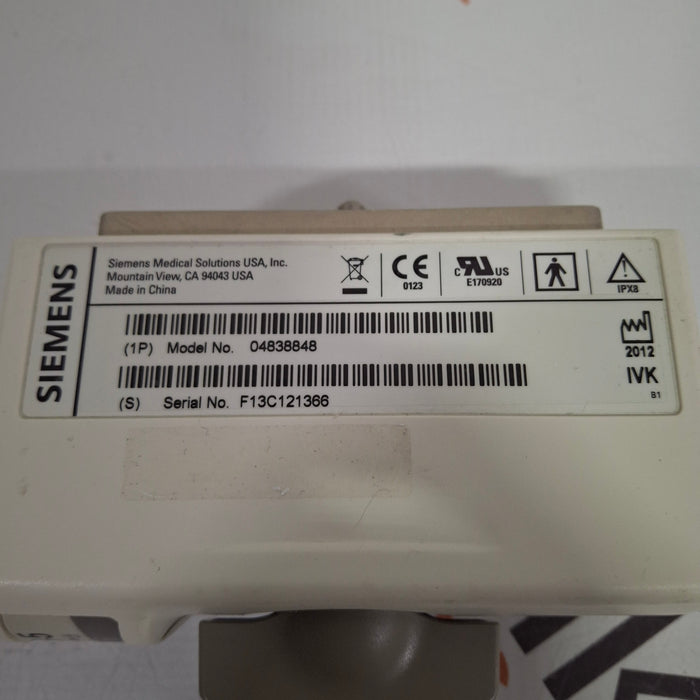 SIEMENS
Siemens Medical Solutions USA, Inc.
Mountain View, CA 94043 USA
Made in China
CE
0123
c RU US
E170920
IPX8
(1P) Model No. 04838848
2012
(S) Serial No. F13C121366
IVK
B1